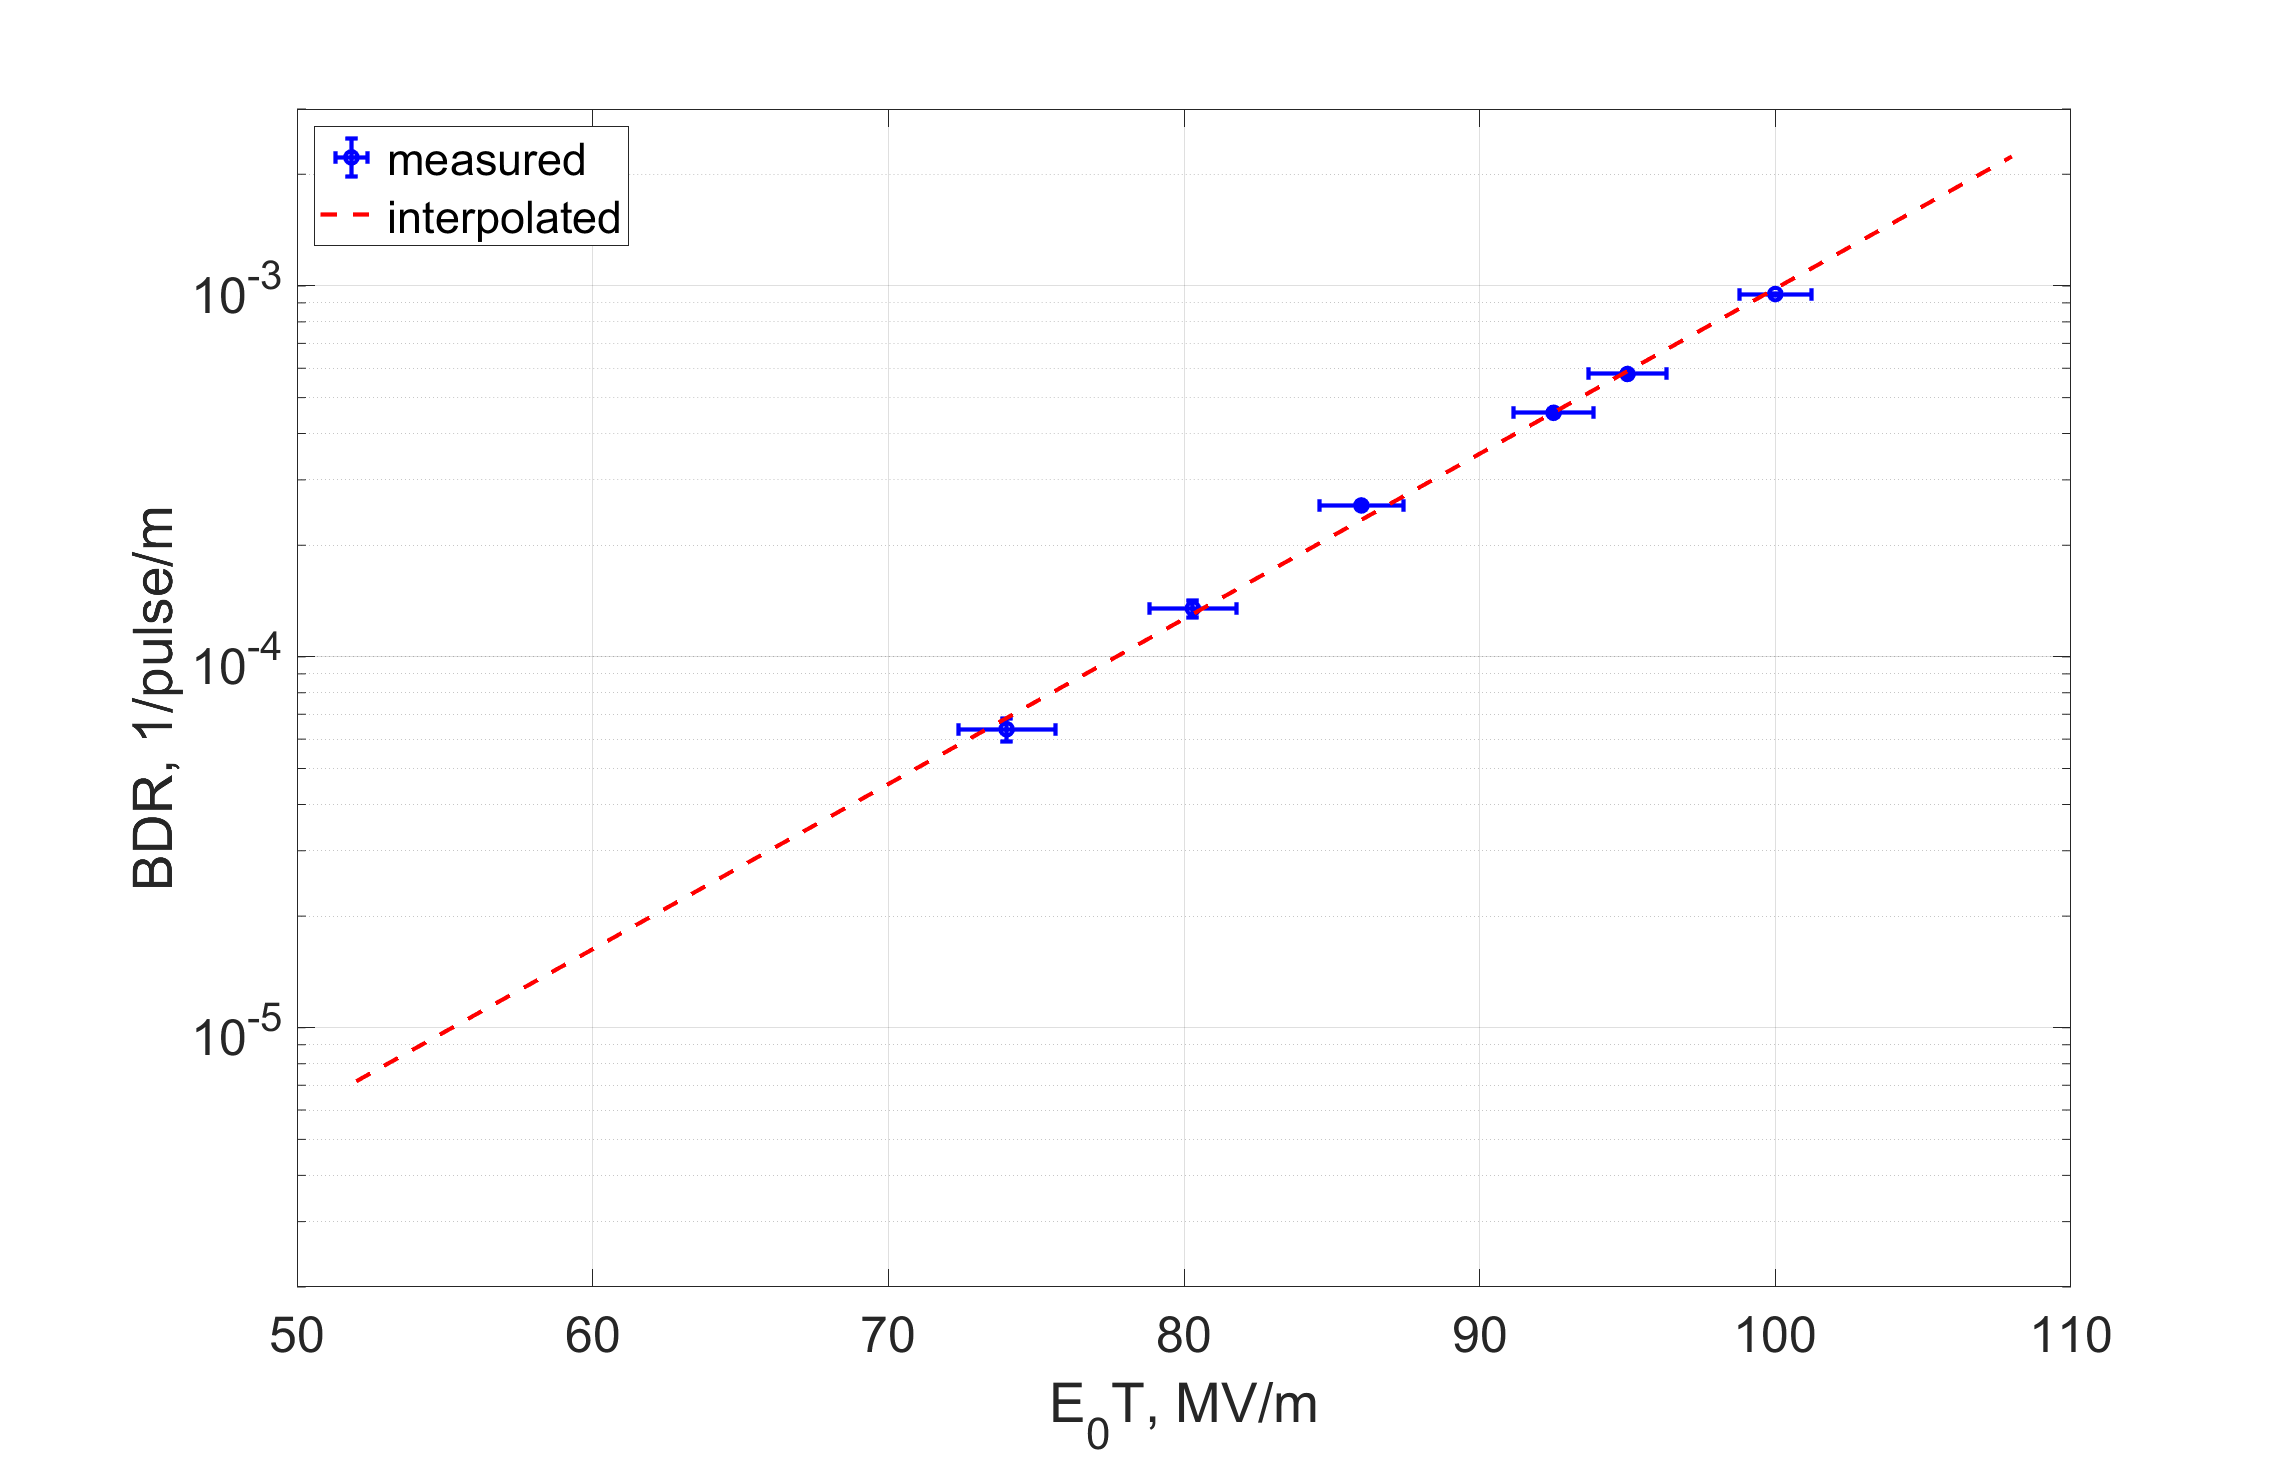 measured
interpolated
10^-3
10^-4
10^-5
BDR, 1/pulse/m
50 60 70 80 90 100 110
E_0T, MV/m